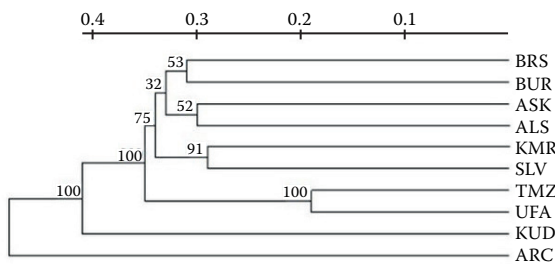 0.4 0.3 0.2 0.1
53 BRS
BUR
32
52 ASK
75 ALS
91 KMR
100 SLV
100 100 TMZ
UFA
KUD
ARC